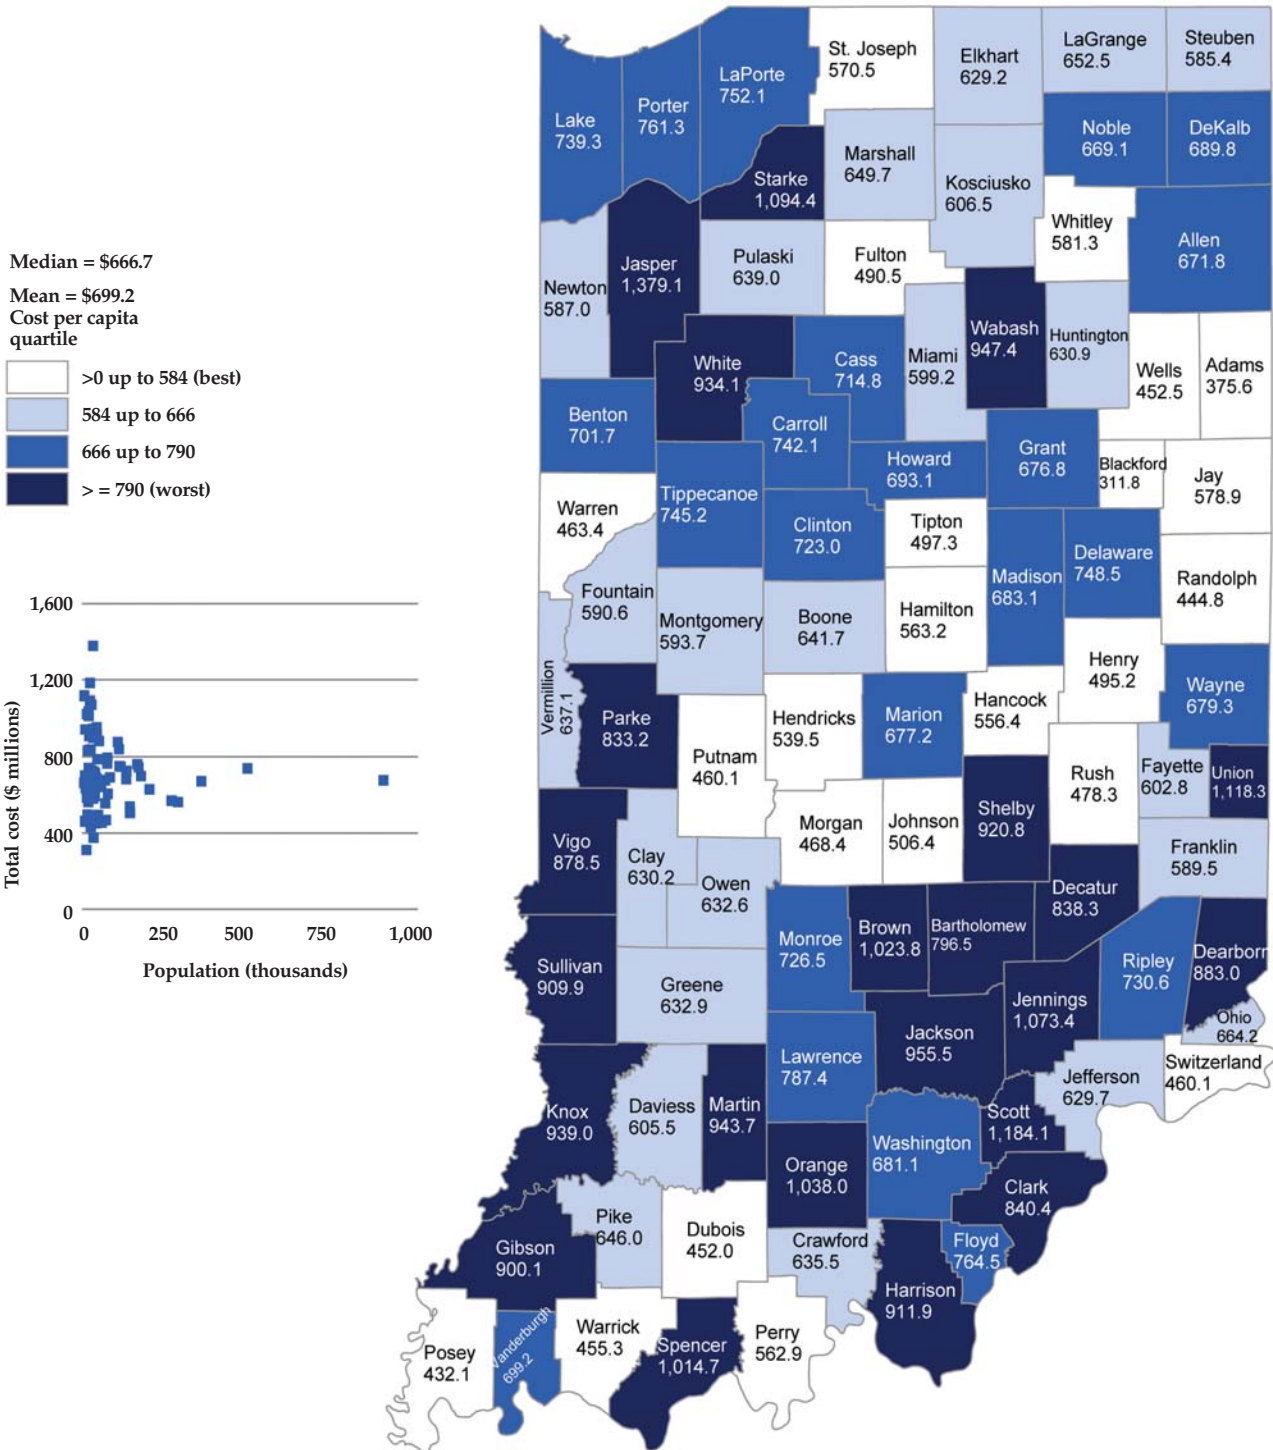 Median = $666.7
Mean = $699.2
Cost per capita
quartile
>0 up to 584 (best)
584 up to 666
666 up to 790
> = 790 (worst)
1,600
1,200
800
400
0
0 250 500 750 1,000
Total cost ($ millions)
Population (thousands)
St. Joseph
570.5
Elkhart
629.2
LaGrange
652.5
Steuben
585.4
LaPorte
752.1
Porter
761.3
Lake
739.3
Noble
669.1
DeKalb
689.8
Marshall
649.7
Starke
1,094.4
Kosciusko
606.5
Whitley
581.3
Allen
671.8
Jasper
1,379.1
Pulaski
639.0
Fulton
490.5
Newton
587.0
Wabash
947.4
Huntington
630.9
White
934.1
Cass
714.8
Miami
599.2
Wells
452.5
Adams
375.6
Benton
701.7
Carroll
742.1
Howard
693.1
Grant
676.8
Blackford
311.8
Jay
578.9
Warren
463.4
Tippecanoe
745.2
Clinton
723.0
Tipton
497.3
Madison
683.1
Delaware
748.5
Randolph
444.8
Fountain
590.6
Montgomery
593.7
Boone
641.7
Hamilton
563.2
Henry
495.2
Wayne
679.3
Vermillion
637.1
Parke
833.2
Putnam
460.1
Hendricks
539.5
Marion
677.2
Hancock
556.4
Rush
478.3
Fayette
602.8
Union
1,118.3
Vigo
878.5
Clay
630.2
Owen
632.6
Morgan
468.4
Johnson
506.4
Shelby
920.8
Decatur
838.3
Franklin
589.5
Sullivan
909.9
Greene
632.9
Monroe
726.5
Brown
1,023.8
Bartholomew
796.5
Jennings
1,073.4
Ripley
730.6
Dearborn
883.0
Ohio
664.2
Switzerland
460.1
Jackson
955.5
Lawrence
787.4
Jefferson
629.7
Knox
939.0
Daviess
605.5
Martin
943.7
Scott
1,184.1
Washington
681.1
Orange
1,038.0
Clark
840.4
Pike
646.0
Dubois
452.0
Crawford
635.5
Floyd
764.5
Gibson
900.1
Harrison
911.9
Posey
432.1
Vanderburgh
699.2
Warrick
455.3
Spencer
1,014.7
Perry
562.9